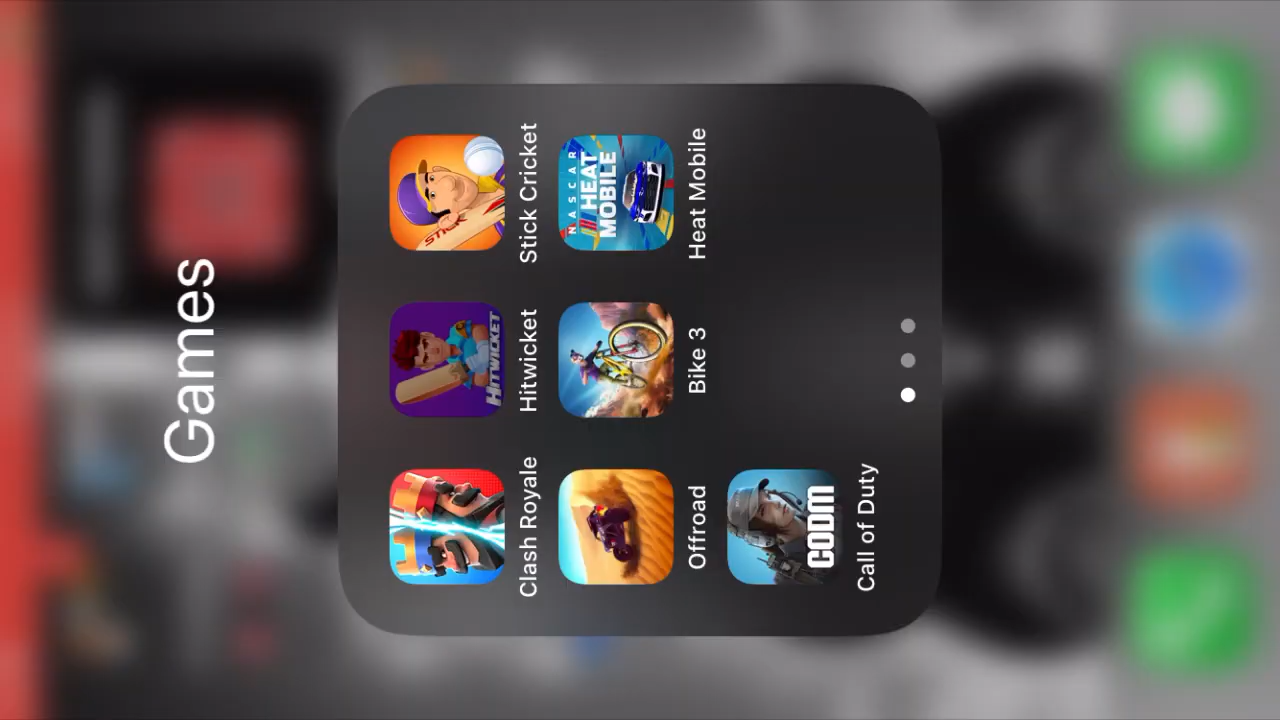 Games
STICK
HITWICKET
Clash Royale
Hitwicket
Stick Cricket
NASCAR
HEAT
MOBILE
Offroad
Bike 3
Heat Mobile
CODM
Call of Duty